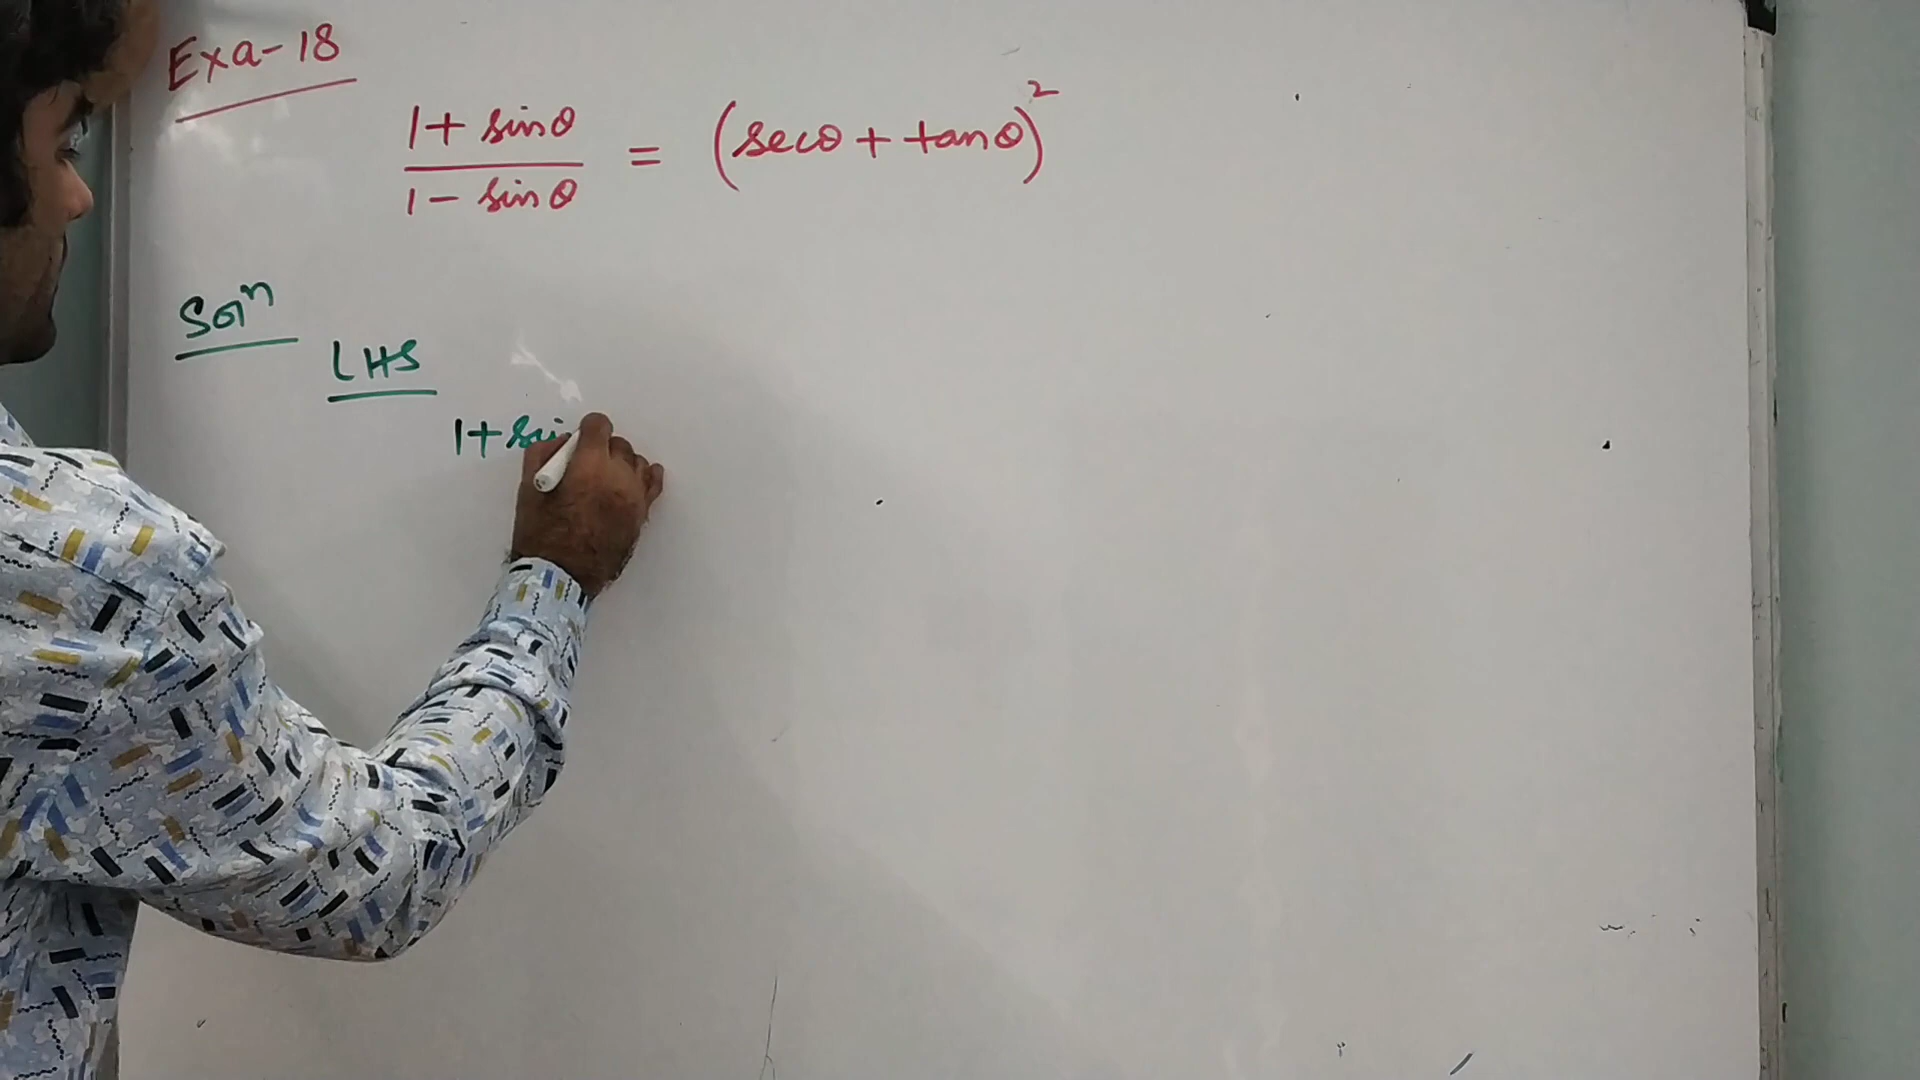 Exa-18
1 + sinθ
1 - sinθ
= (secθ + tanθ)²
Solⁿ
LHS
1+